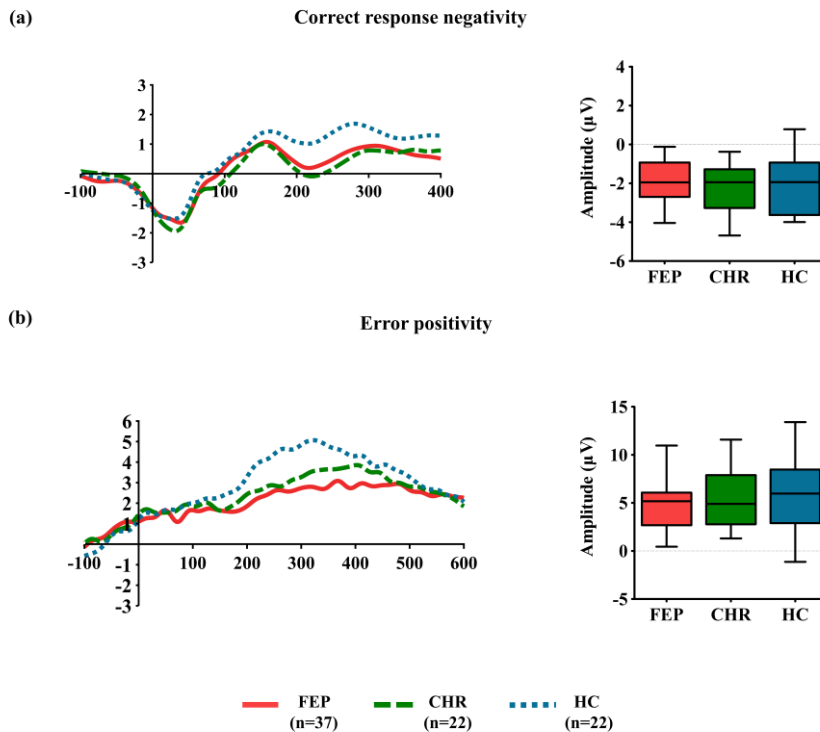 (a) Correct response negativity
3
2
1
-1
-2
-3
-100 100 200 300 400
Amplitude (µ V)
4
2
0
-2
-4
-6
FEP CHR HC
(b) Error positivity
6
5
4
3
2
1
-1
-2
-3
-100 100 200 300 400 500 600
Amplitude (µ V)
15
10
5
0
-5
FEP CHR HC
FEP CHR HC
(n=37) (n=22) (n=22)